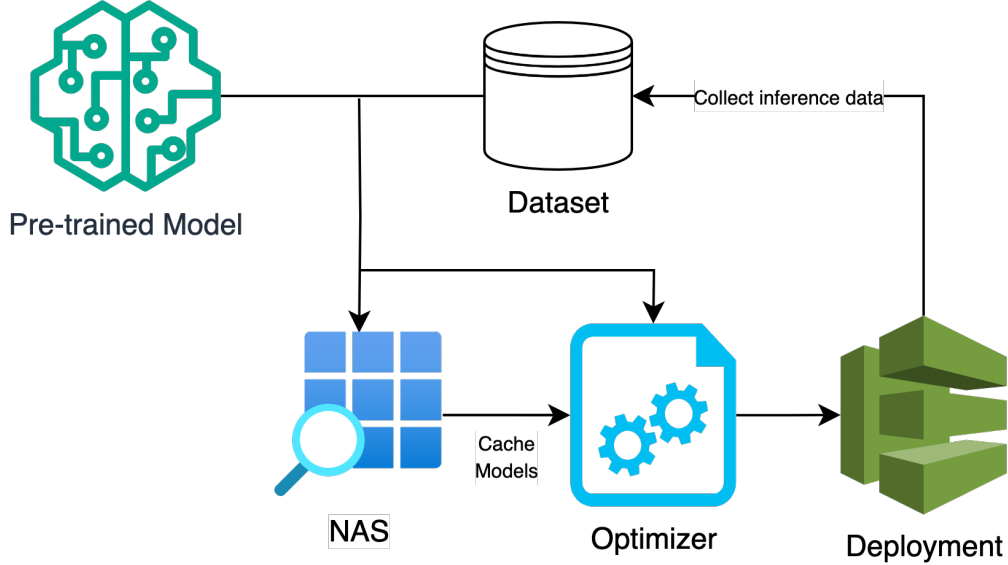 Collect inference data
Dataset
Pre-trained Model
Cache
Models
NAS
Optimizer
Deployment